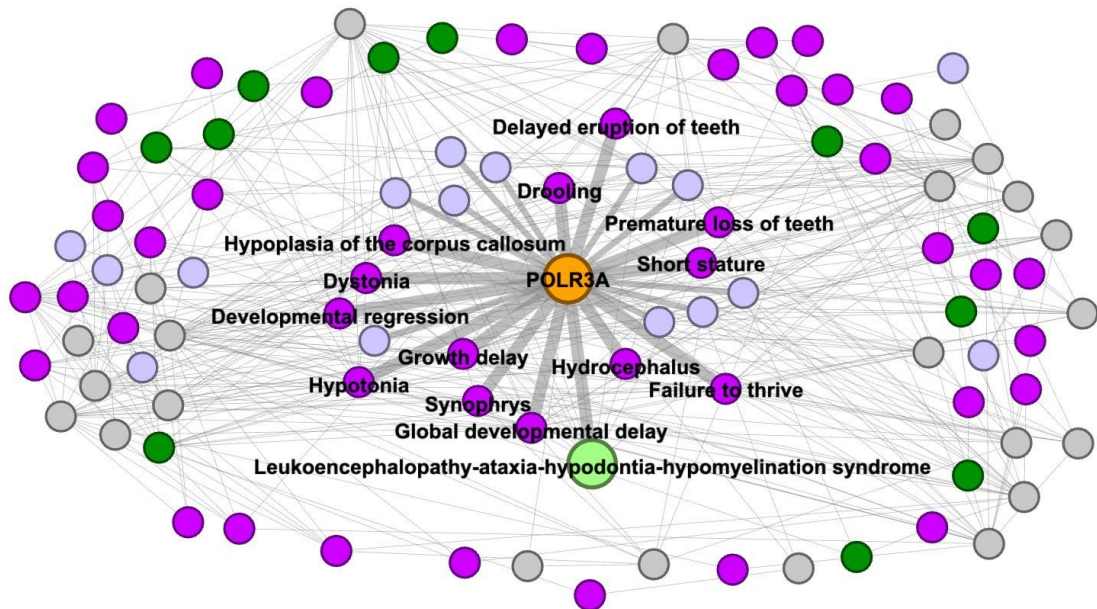 Delayed eruption of teeth
Drooling
Premature loss of teeth
Hypoplasia of the corpus callosum
Short stature
Dystonia
POLR3A
Developmental regression
Growth delay
Hydrocephalus
Hypotonia
Failure to thrive
Synophrys
Global developmental delay
Leukoencephalopathy-ataxia-hypodontia-hypomyelination syndrome